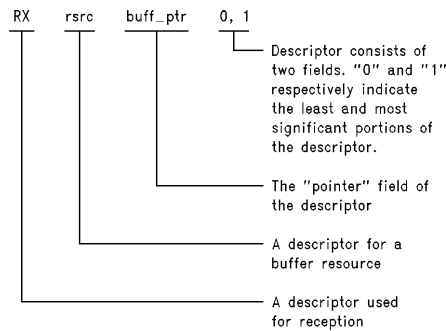 RX rsrc buff_ptr 0, 1
Descriptor consists of
two fields. "0" and "1"
respectively indicate
the least and most
significant portions of
the descriptor.
The "pointer" field of
the descriptor
A descriptor for a
buffer resource
A descriptor used
for reception